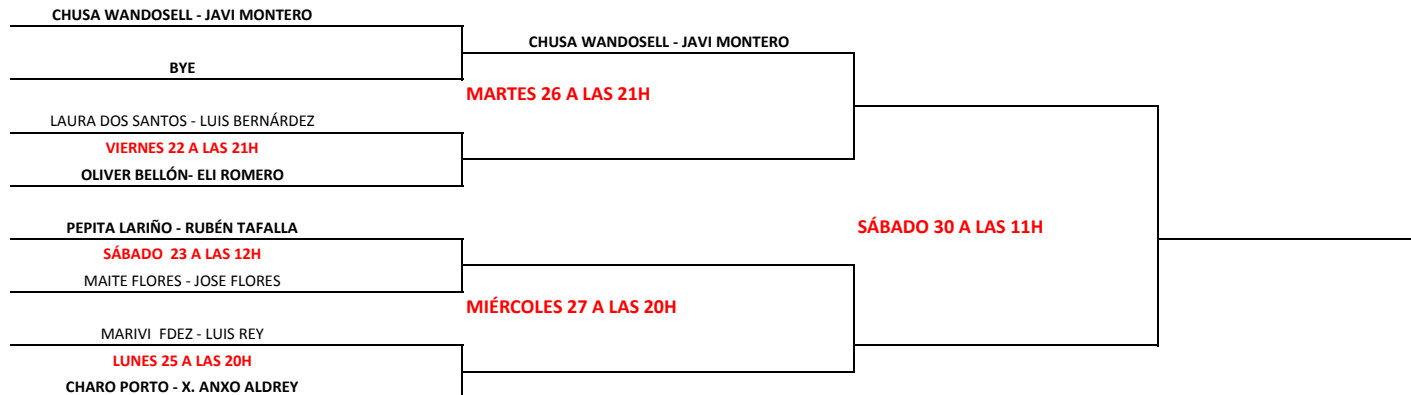 CHUSA WANDOSELL - JAVI MONTERO
CHUSA WANDOSELL - JAVI MONTERO
BYE
MARTES 26 A LAS 21H
LAURA DOS SANTOS - LUIS BERNÁRDEZ
VIERNES 22 A LAS 21H
OLIVER BELLÓN- ELI ROMERO
PEPITA LARIÑO - RUBÉN TAFALLA
SÁBADO 30 A LAS 11H
SÁBADO  23 A LAS 12H
MAITE FLORES - JOSE FLORES
MIÉRCOLES 27 A LAS 20H
MARIVI  FDEZ - LUIS REY
LUNES 25 A LAS 20H
CHARO PORTO - X. ANXO ALDREY